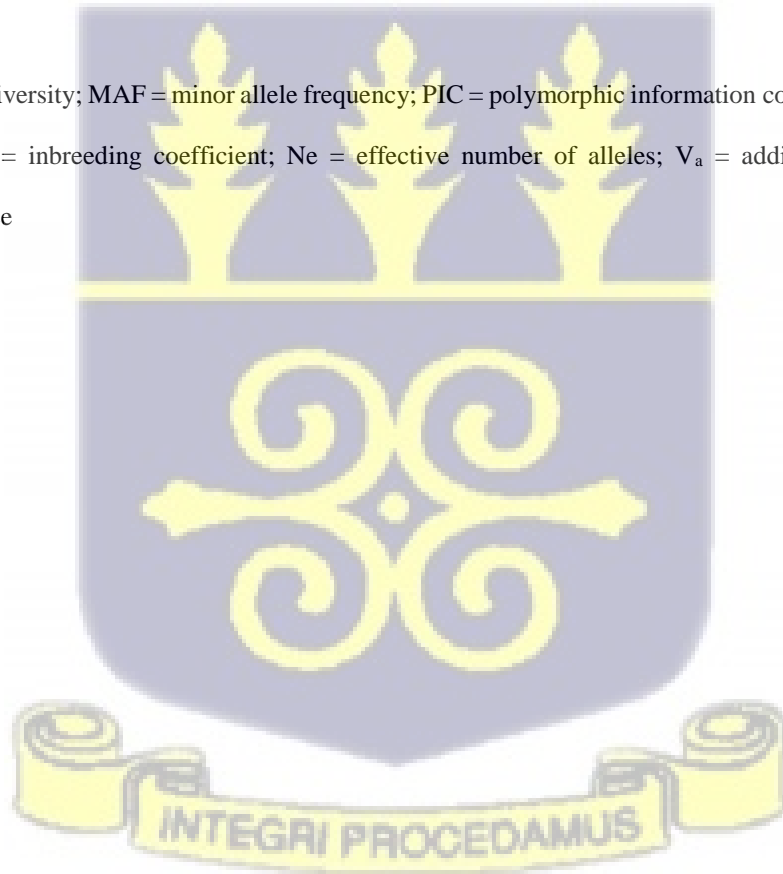 iversity; MAF = minor allele frequency; PIC = polymorphic information co
= inbreeding coefficient; Ne = effective number of alleles; Vₐ = addi
e
INTEGRI PROCEDAMUS